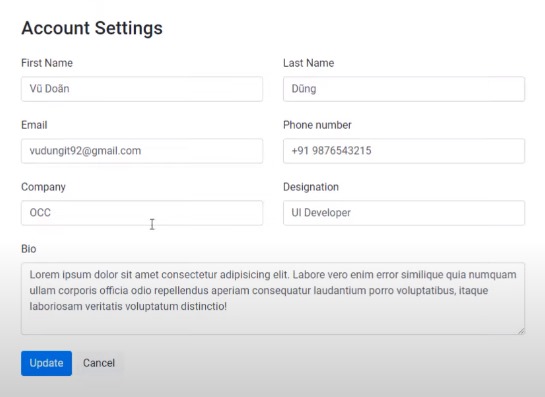 Account Settings
First Name
Last Name
Vũ Doãn
Dũng
Email
Phone number
vudungit92@gmail.com
+91 9876543215
Company
Designation
OCC
UI Developer
Bio
Lorem ipsum dolor sit amet consectetur adipisicing elit. Labore vero enim error similique quia numquam
ullam corporis officia odio repellendus aperiam consequatur laudantium porro voluptatibus, itaque
laboriosam veritatis voluptatum distinctio!
Update
Cancel